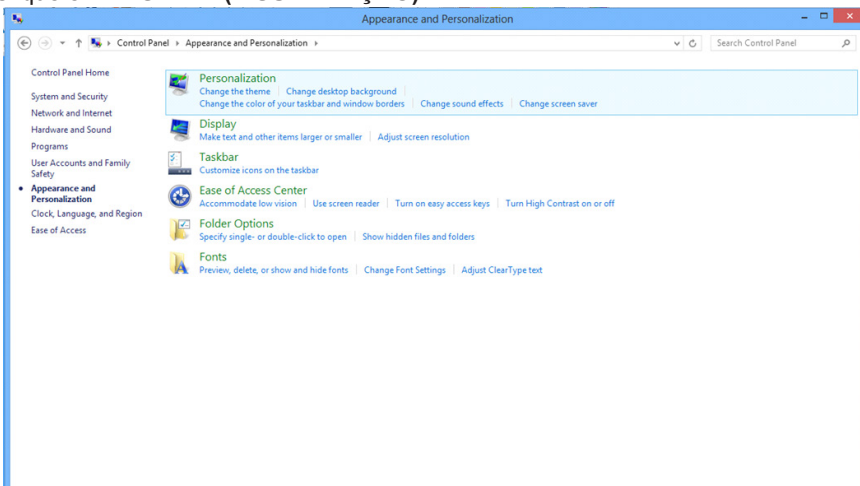 Appearance and Personalization
Control Panel Appearance and Personalization
Search Control Panel
Control Panel Home
System and Security
Network and Internet
Hardware and Sound
Programs
User Accounts and Family
Safety
Appearance and
Personalization
Clock, Language, and Region
Ease of Access
Personalization
Change the theme Change desktop background
Change the color of your taskbar and window borders Change sound effects Change screen saver
Display
Make text and other items larger or smaller Adjust screen resolution
Taskbar
Customize icons on the taskbar
Ease of Access Center
Accommodate low vision Use screen reader Turn on easy access keys Turn High Contrast on or off
Folder Options
Specify single- or double-click to open Show hidden files and folders
Fonts
Preview, delete, or show and hide fonts Change Font Settings Adjust ClearType text